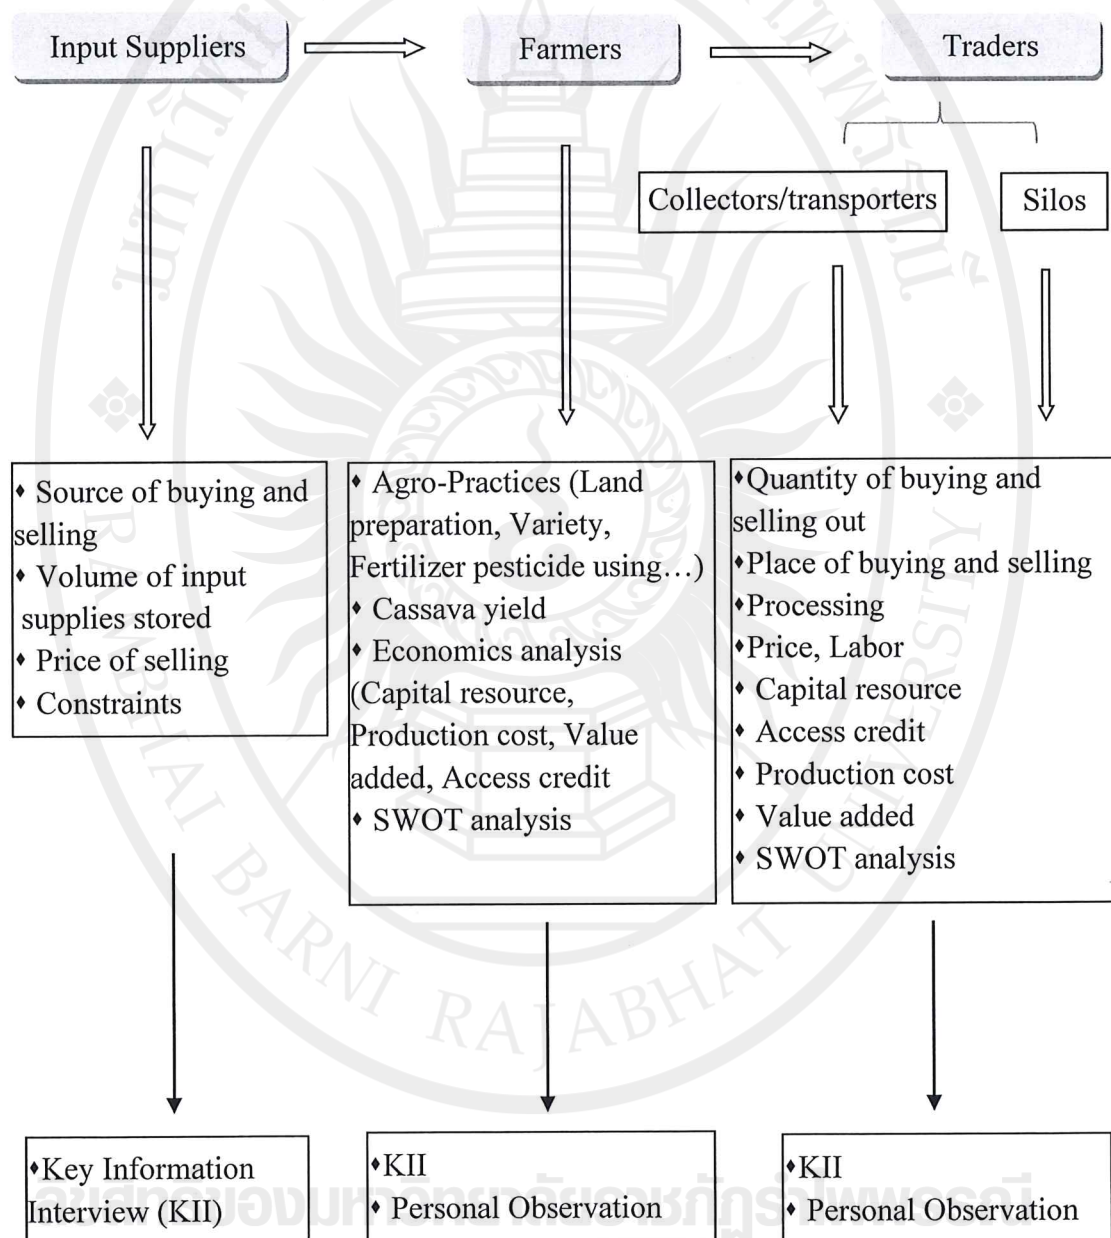 Input Suppliers
Farmers
Traders
Collectors/transporters
Silos
♦ Source of buying and
selling
♦ Volume of input
supplies stored
♦ Price of selling
♦ Constraints
♦ Agro-Practices (Land
preparation, Variety,
Fertilizer pesticide using…)
♦ Cassava yield
♦ Economics analysis
(Capital resource,
Production cost, Value
added, Access credit
♦ SWOT analysis
♦Quantity of buying and
selling out
♦Place of buying and selling
♦Processing
♦Price, Labor
♦ Capital resource
♦ Access credit
♦ Production cost
♦ Value added
♦ SWOT analysis
♦Key Information
Interview (KII)
♦KII
♦ Personal Observation
♦KII
♦ Personal Observation
RAMBHAI BARNI RAJABHAT UNIVERSITY